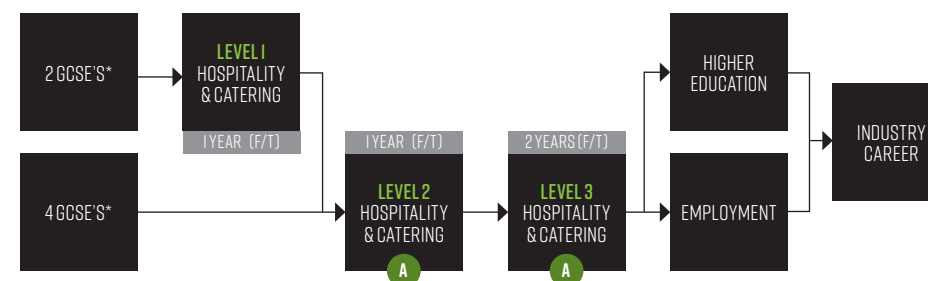 2 GCSE'S*
LEVEL 1
HOSPITALITY
& CATERING
1 YEAR (F/T)
4 GCSE'S*
1 YEAR (F/T)
LEVEL 2
HOSPITALITY
& CATERING
A
2 YEARS (F/T)
LEVEL 3
HOSPITALITY
& CATERING
A
HIGHER
EDUCATION
EMPLOYMENT
INDUSTRY
CAREER